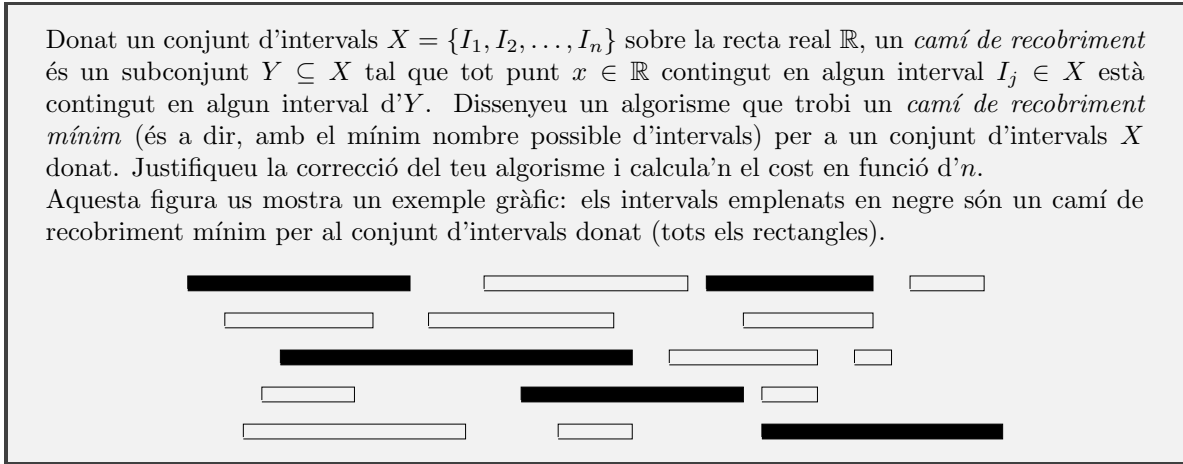 Donat un conjunt d'intervals X = {I₁, I₂, . . . , Iₙ} sobre la recta real ℝ, un camí de recobriment
és un subconjunt Y ⊆ X tal que tot punt x ∈ ℝ contingut en algun interval Iⱼ ∈ X està
contingut en algun interval d'Y. Dissenyeu un algorisme que trobi un camí de recobriment
mínim (és a dir, amb el mínim nombre possible d'intervals) per a un conjunt d'intervals X
donat. Justifiqueu la correcció del teu algorisme i calcula'n el cost en funció d'n.
Aquesta figura us mostra un exemple gràfic: els intervals emplenats en negre són un camí de
recobriment mínim per al conjunt d'intervals donat (tots els rectangles).